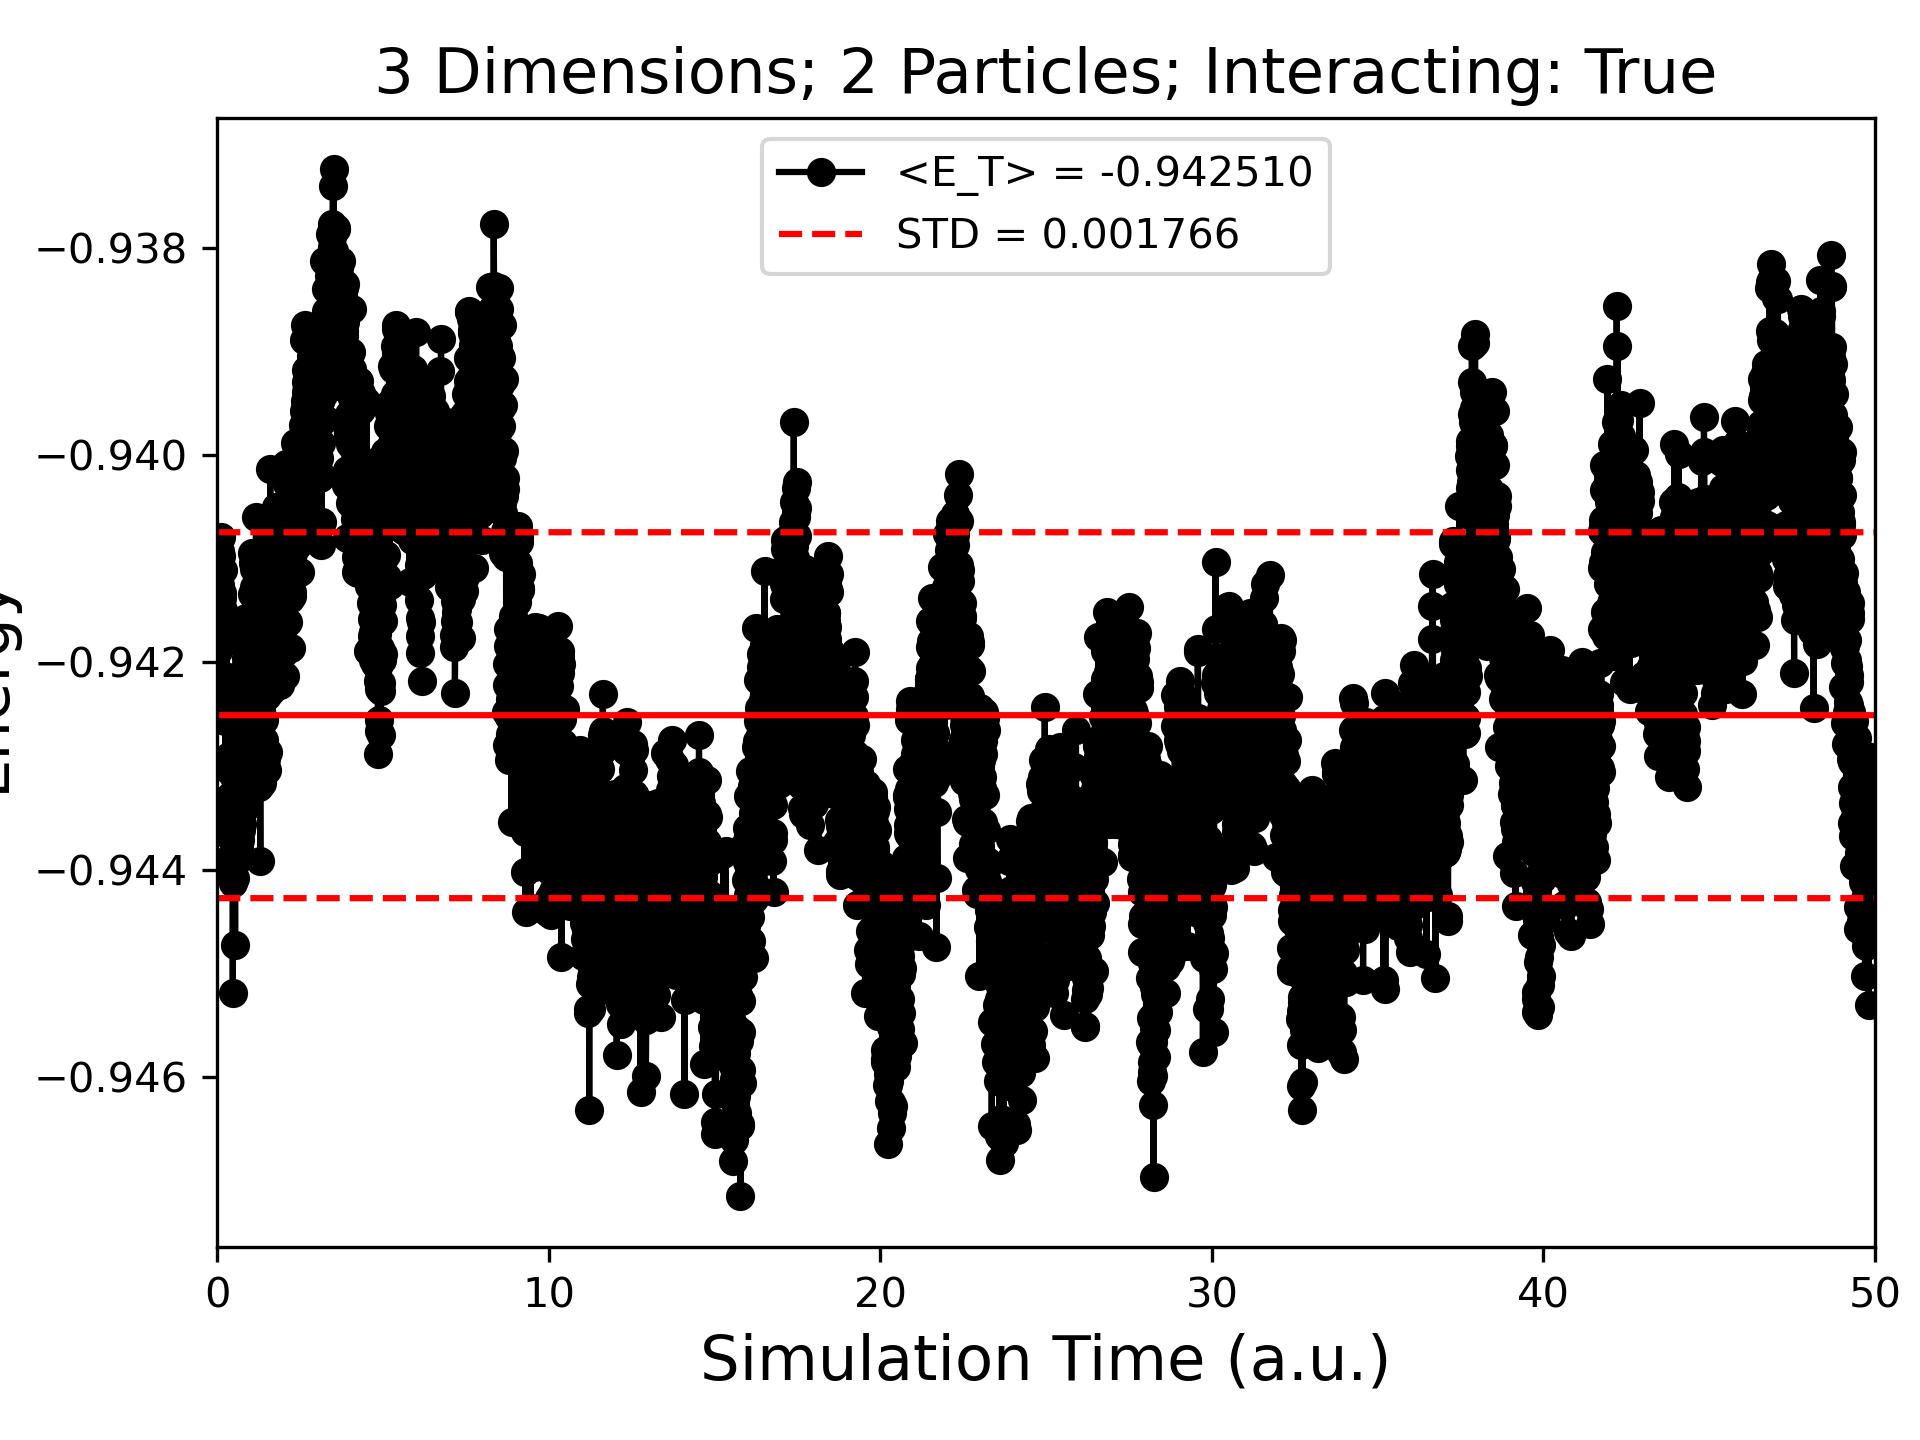 3 Dimensions; 2 Particles; Interacting: True
<E_T> = -0.942510
STD = 0.001766
Energy
−0.938
−0.940
−0.942
−0.944
−0.946
0 10 20 30 40 50
Simulation Time (a.u.)